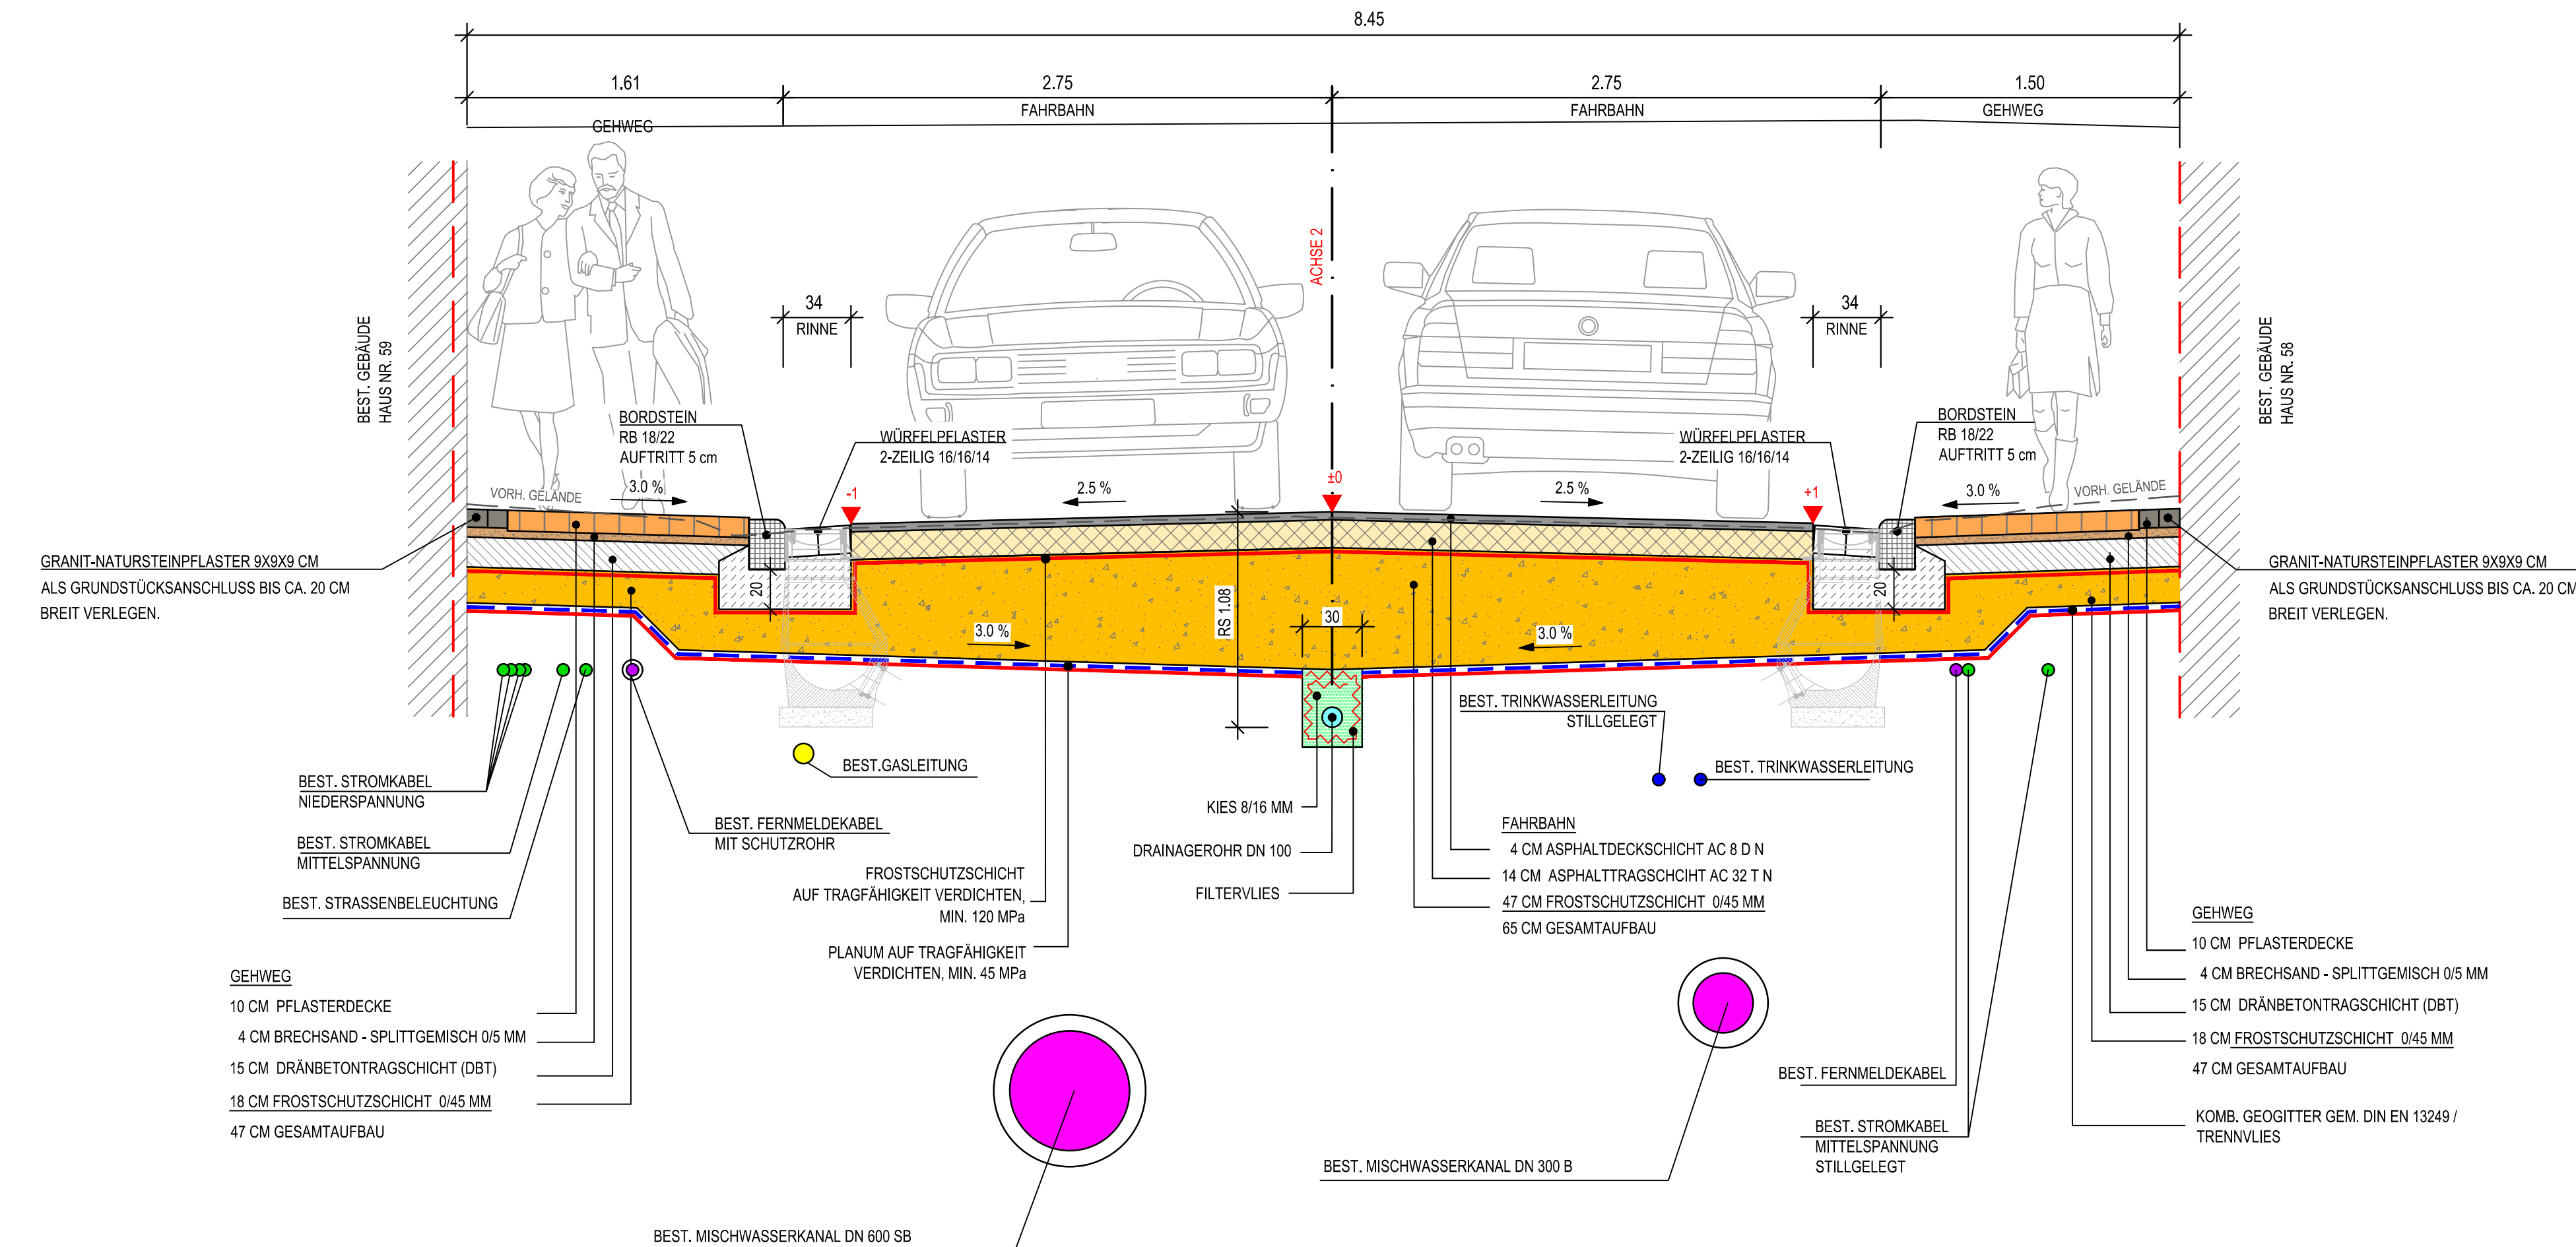 8.45
1.61
2.75
2.75
1.50
GEHWEG
FAHRBAHN
FAHRBAHN
GEHWEG
ACHSE 2
34
RINNE
34
RINNE
BEST. GEBÄUDE
HAUS NR. 59
BEST. GEBÄUDE
HAUS NR. 58
BORDSTEIN
RB 18/22
AUFTRITT 5 cm
WÜRFELPFLASTER
2-ZEILIG 16/16/14
WÜRFELPFLASTER
2-ZEILIG 16/16/14
BORDSTEIN
RB 18/22
AUFTRITT 5 cm
VORH. GELÄNDE
3.0 %
-1
2.5 %
±0
2.5 %
+1
3.0 %
VORH. GELÄNDE
GRANIT-NATURSTEINPFLASTER 9X9X9 CM
ALS GRUNDSTÜCKSANSCHLUSS BIS CA. 20 CM
BREIT VERLEGEN.
GRANIT-NATURSTEINPFLASTER 9X9X9 CM
ALS GRUNDSTÜCKSANSCHLUSS BIS CA. 20 CM
BREIT VERLEGEN.
20
3.0 %
RS 1.08
30
3.0 %
20
BEST. TRINKWASSERLEITUNG
STILLGELEGT
BEST.GASLEITUNG
BEST. TRINKWASSERLEITUNG
BEST. STROMKABEL
NIEDERSPANNUNG
BEST. STROMKABEL
MITTELSPANNUNG
BEST. STRASSENBELEUCHTUNG
BEST. FERNMELDEKABEL
MIT SCHUTZROHR
FROSTSCHUTZSCHICHT
AUF TRAGFÄHIGKEIT VERDICHTEN,
MIN. 120 MPa
PLANUM AUF TRAGFÄHIGKEIT
VERDICHTEN, MIN. 45 MPa
KIES 8/16 MM
DRAINAGEROHR DN 100
FILTERVLIES
FAHRBAHN
4 CM ASPHALTDECKSCHICHT AC 8 D N
14 CM ASPHALTTRAGSCHCIHT AC 32 T N
47 CM FROSTSCHUTZSCHICHT 0/45 MM
65 CM GESAMTAUFBAU
GEHWEG
10 CM PFLASTERDECKE
4 CM BRECHSAND - SPLITTGEMISCH 0/5 MM
15 CM DRÄNBETONTRAGSCHICHT (DBT)
18 CM FROSTSCHUTZSCHICHT 0/45 MM
47 CM GESAMTAUFBAU
GEHWEG
10 CM PFLASTERDECKE
4 CM BRECHSAND - SPLITTGEMISCH 0/5 MM
15 CM DRÄNBETONTRAGSCHICHT (DBT)
18 CM FROSTSCHUTZSCHICHT 0/45 MM
47 CM GESAMTAUFBAU
KOMB. GEOGITTER GEM. DIN EN 13249 /
TRENNVLIES
BEST. FERNMELDEKABEL
BEST. STROMKABEL
MITTELSPANNUNG
STILLGELEGT
BEST. MISCHWASSERKANAL DN 300 B
BEST. MISCHWASSERKANAL DN 600 SB